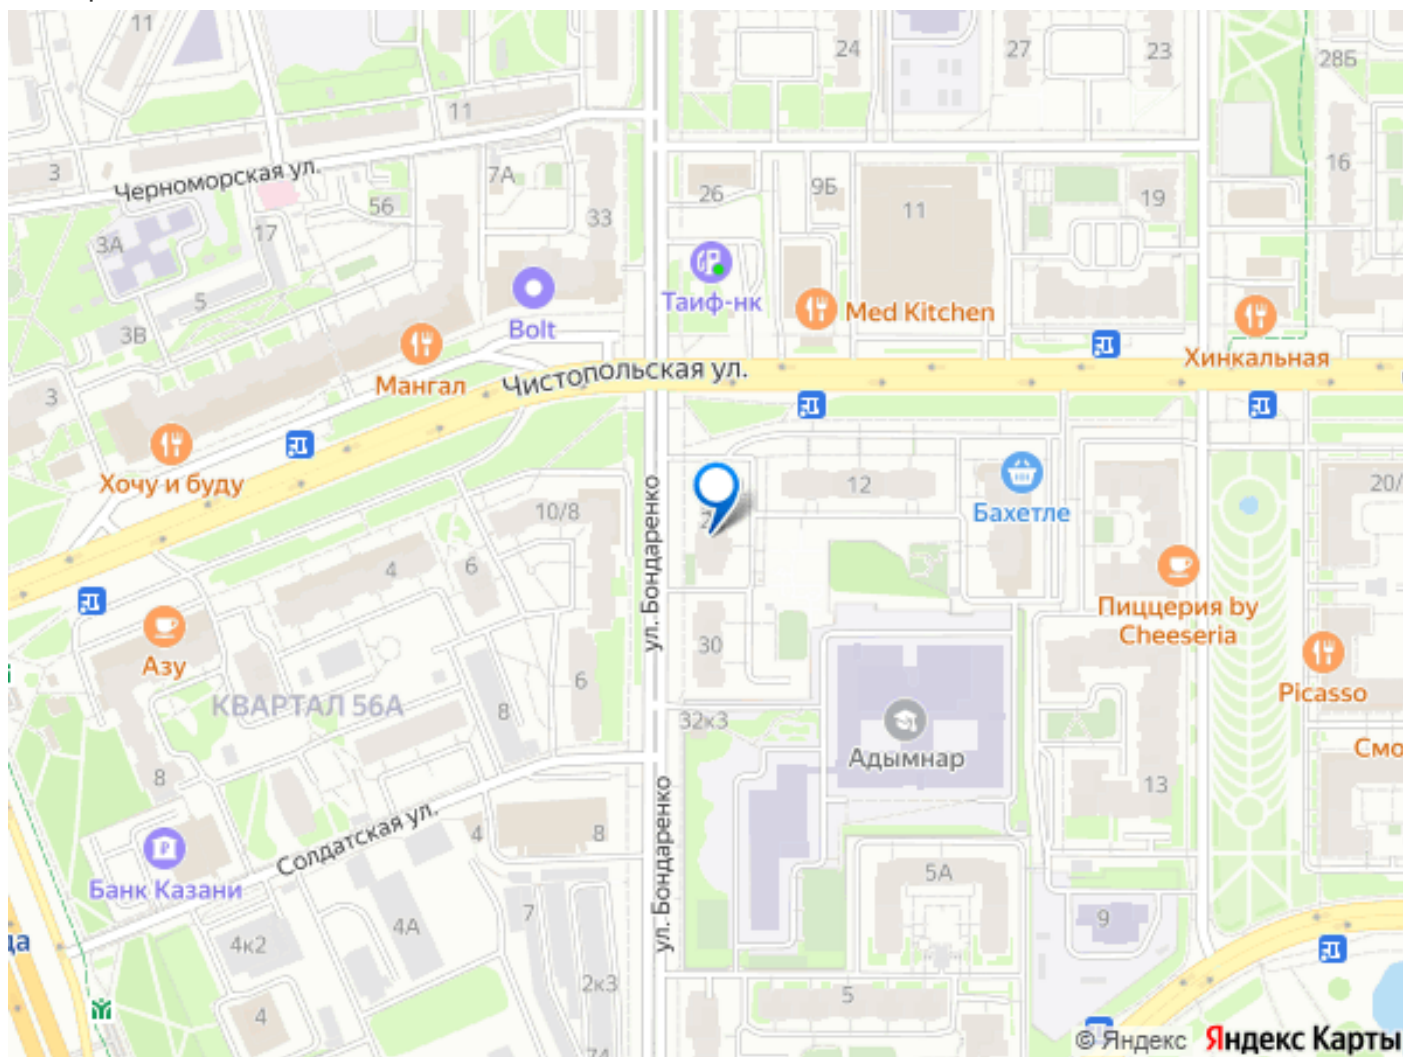 11
24
27
23
28Б
11
3
Черноморская ул.
7А
26
9Б
16
56
33
11
19
3А
17
5
Таиф-нк
3В
Bolt
Med Kitchen
Хинкальная
Мангал
Чистопольская ул.
3
Хочу и буду
12
20/
10/8
Бахетле
ул. Бондаренко
4
6
Пиццерия by
Cheeseria
Азу
30
6
Picasso
КВАРТАЛ 56А
8
32к3
Адымнар
Смо
8
13
ул. Бондаренко
Солдатская ул.
4
8
Банк Казани
5А
7
4А
9
да
4к2
2к3
5
4
7А
© Яндекс Яндекс Карты